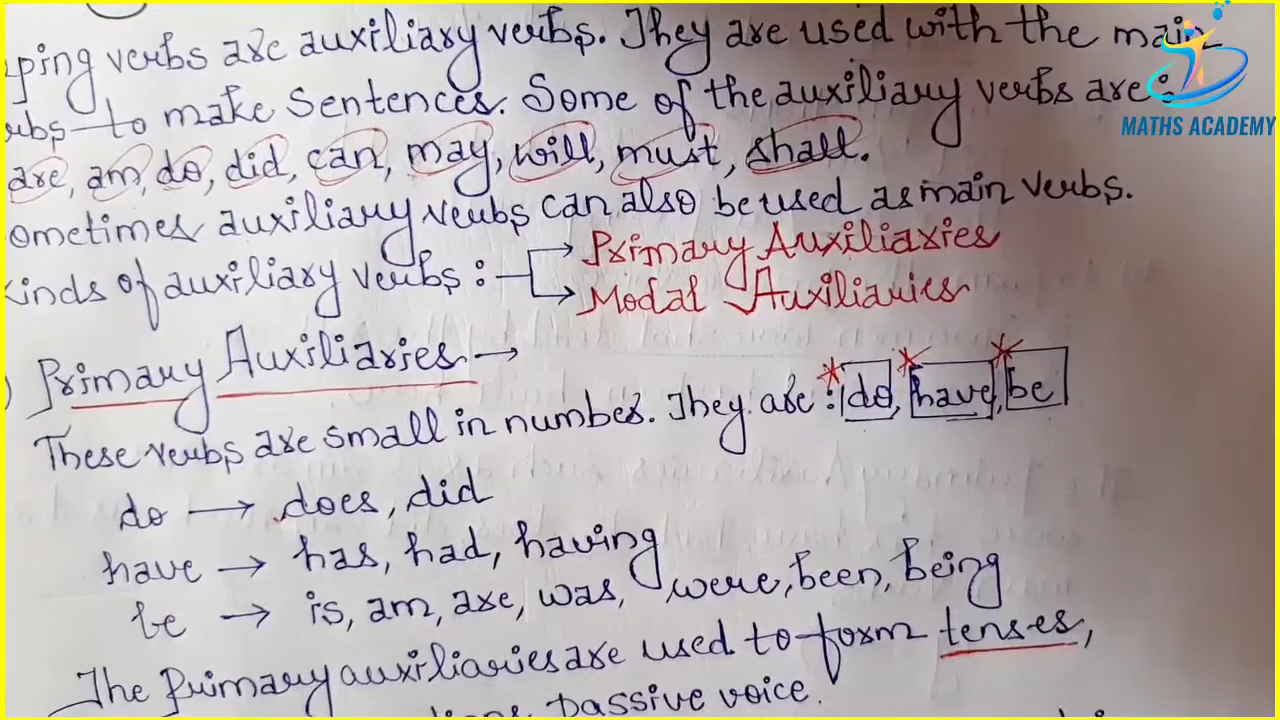 ping verbs are auxiliary verbs. They are used with the main
to make sentences. Some of the auxiliary verbs are:
MATHS ACADEMY
are, am, do, did, can, may, will, must, shall.
ometimes auxiliary verbs can also be used as main verbs.
kinds of auxiliary verbs: → Primary Auxiliaries
→ Modal Auxiliaries
) Primary Auxiliaries →
These verbs are small in number. They are: do, have, be
do → does, did
have → has, had, having
be → is, am, are, was, were, been, being
The Primary auxiliaries are used to form tenses,
passive voice.